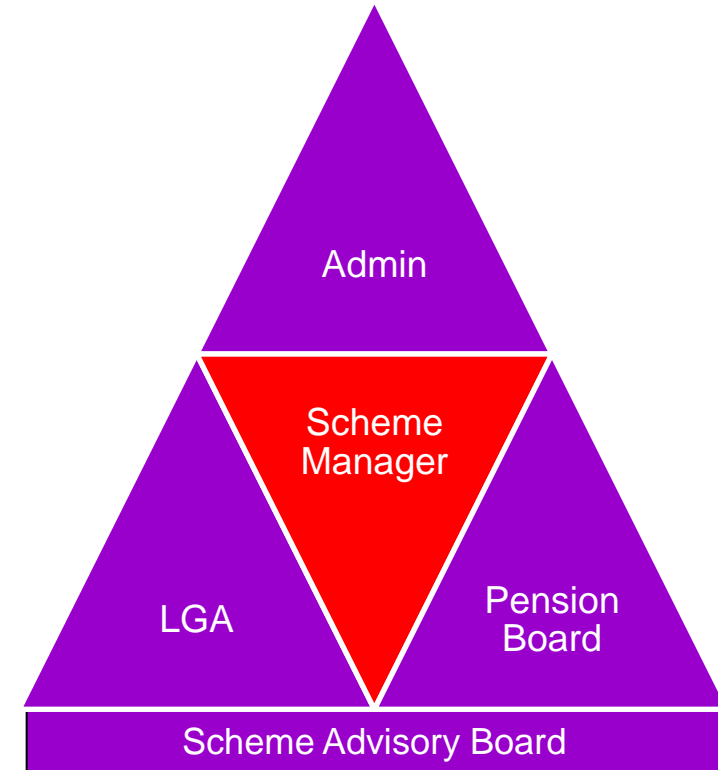 Admin
Scheme
Manager
LGA
Pension
Board
Scheme Advisory Board